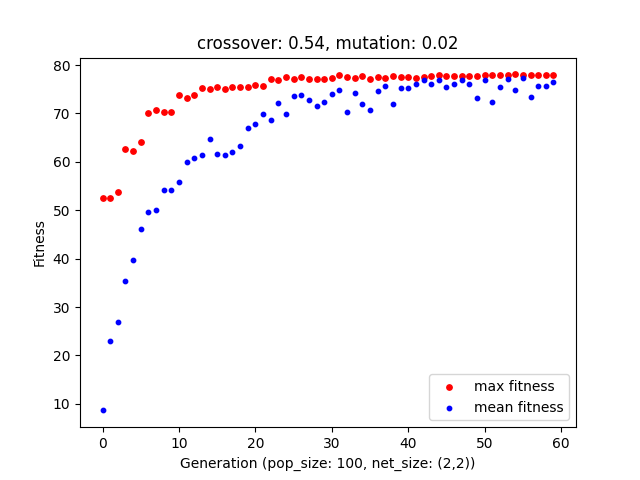 crossover: 0.54, mutation: 0.02
80
70
60
50
40
30
20
10
Fitness
max fitness
mean fitness
0 10 20 30 40 50 60
Generation (pop_size: 100, net_size: (2,2))